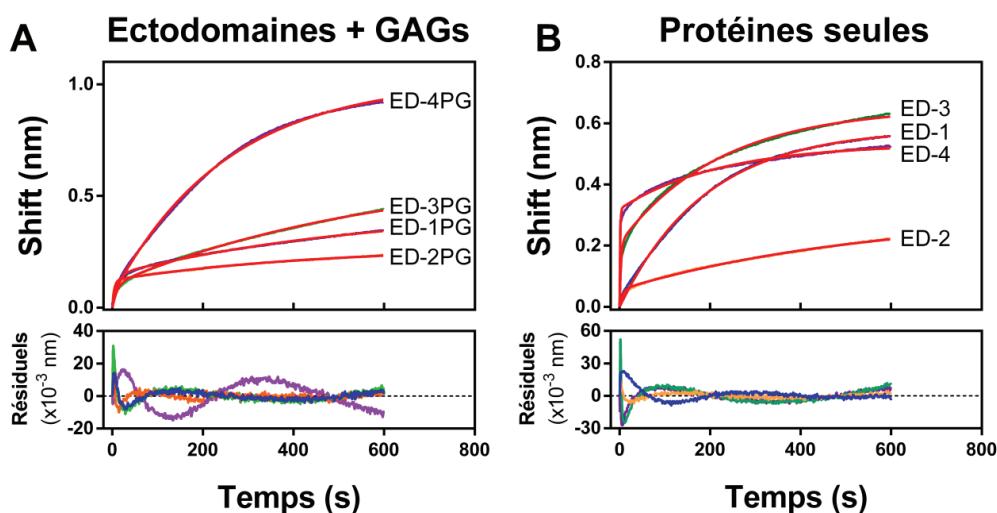 A
Ectodomaines + GAGs
Shift (nm)
1.0
0.5
0.0
ED-4PG
ED-3PG
ED-1PG
ED-2PG
Résiduels
(x10⁻³ nm)
40
20
0
-20
0
200
400
600
800
Temps (s)
B
Protéines seules
Shift (nm)
0.8
0.6
0.4
0.2
0.0
ED-3
ED-1
ED-4
ED-2
Résiduels
(x10⁻³ nm)
60
30
0
-30
0
200
400
600
800
Temps (s)